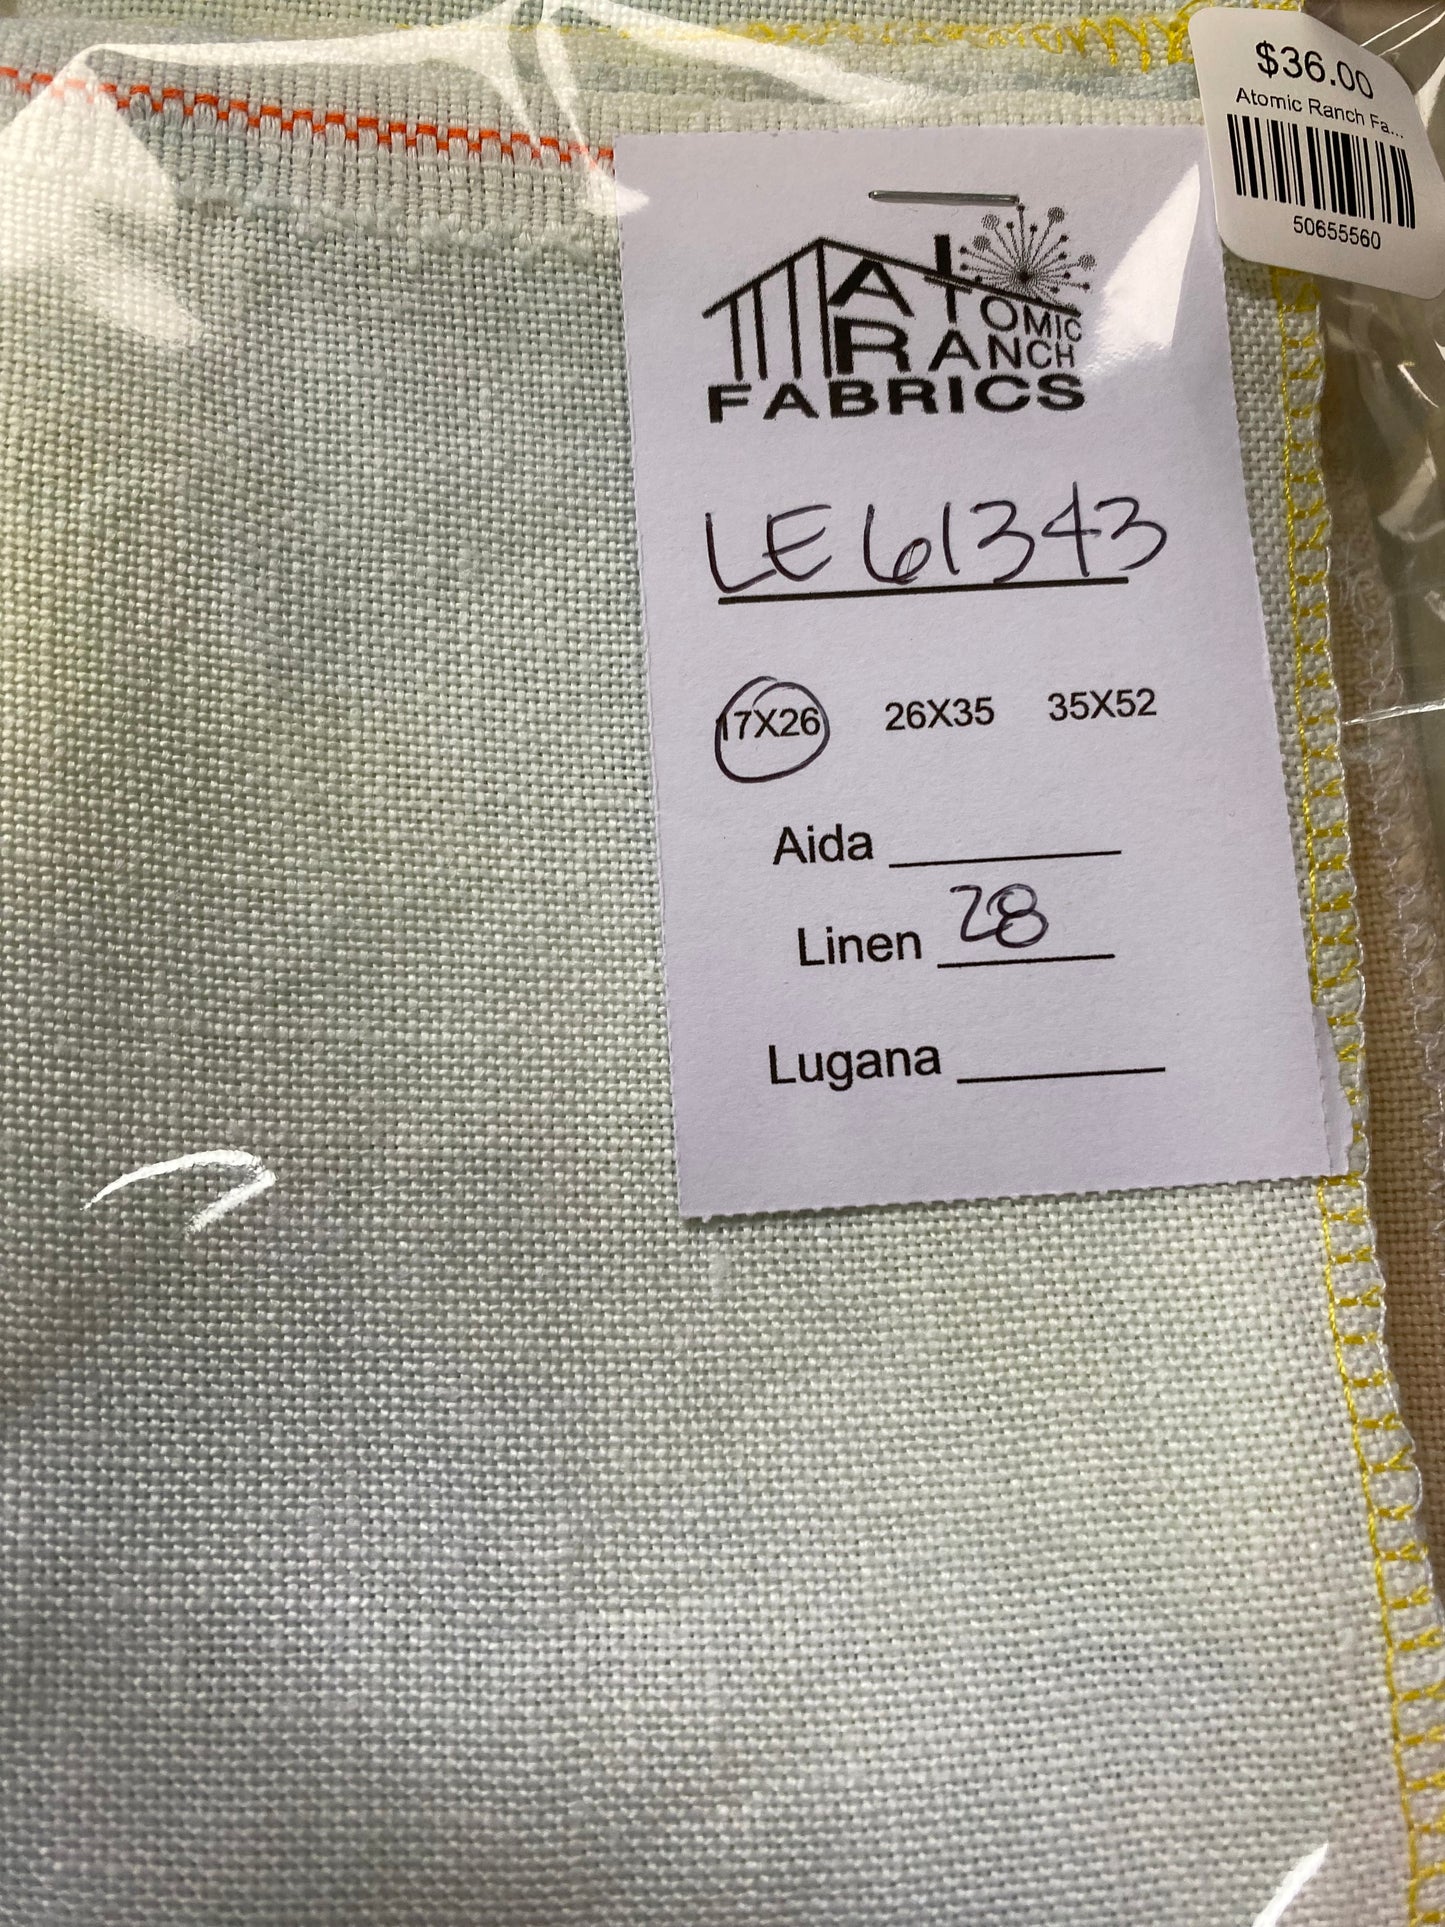 $36.00
Atomic Ranch Fa...
50655560
ATOMIC
RANCH
FABRICS
LE61343
17X26 26X35 35X52
Aida
Linen 28
Lugana